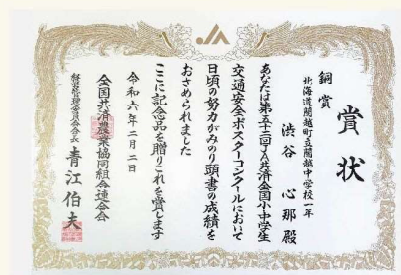 賞状
銅賞
北海道蘭越町立蘭越中学校一年
渋谷 心那 殿
あなたは第五十二回JA共済全国小中学生
交通安全ポスターコンクールにおいて
日頃の努力がみのり頭書の成績を
おさめられました
ここに記念品を贈りこれを賞します
令和六年二月二日
全国共済農業協同組合連合会
経営管理委員会会長 青江伯夫